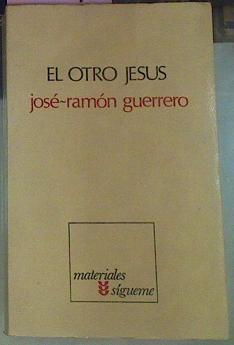 EL OTRO JESUS
josé-ramón guerrero
materiales
sígueme